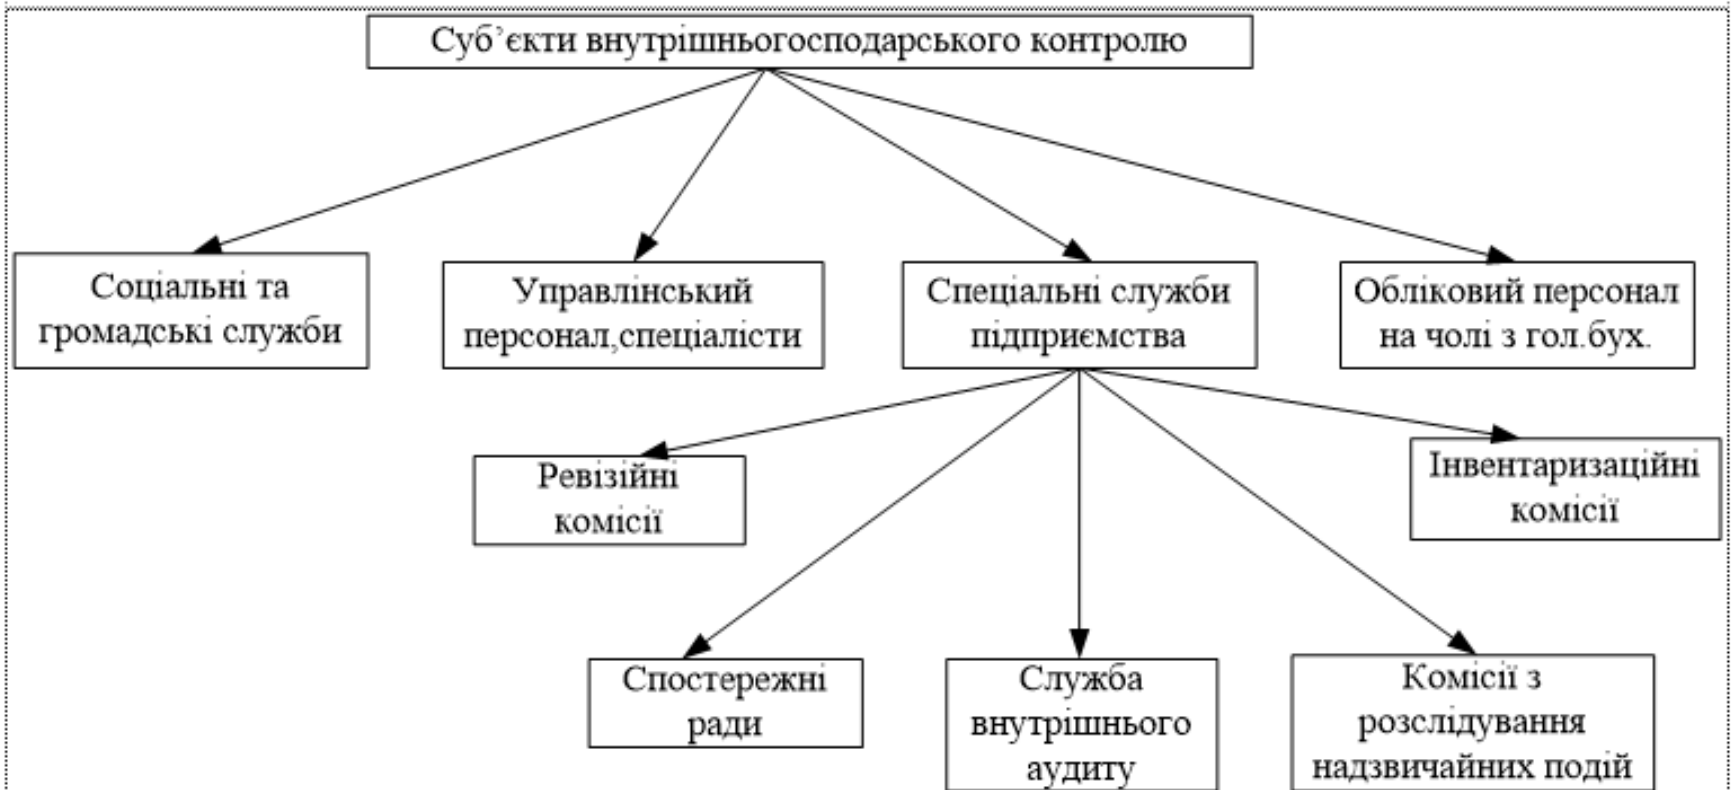 Суб’єкти внутрішньогосподарського контролю
Соціальні та
громадські служби
Управлінський
персонал,спеціалісти
Спеціальні служби
підприємства
Обліковий персонал
на чолі з гол.бух.
Ревізійні
комісії
Інвентаризаційні
комісії
Спостережні
ради
Служба
внутрішнього
аудиту
Комісії з
розслідування
надзвичайних подій